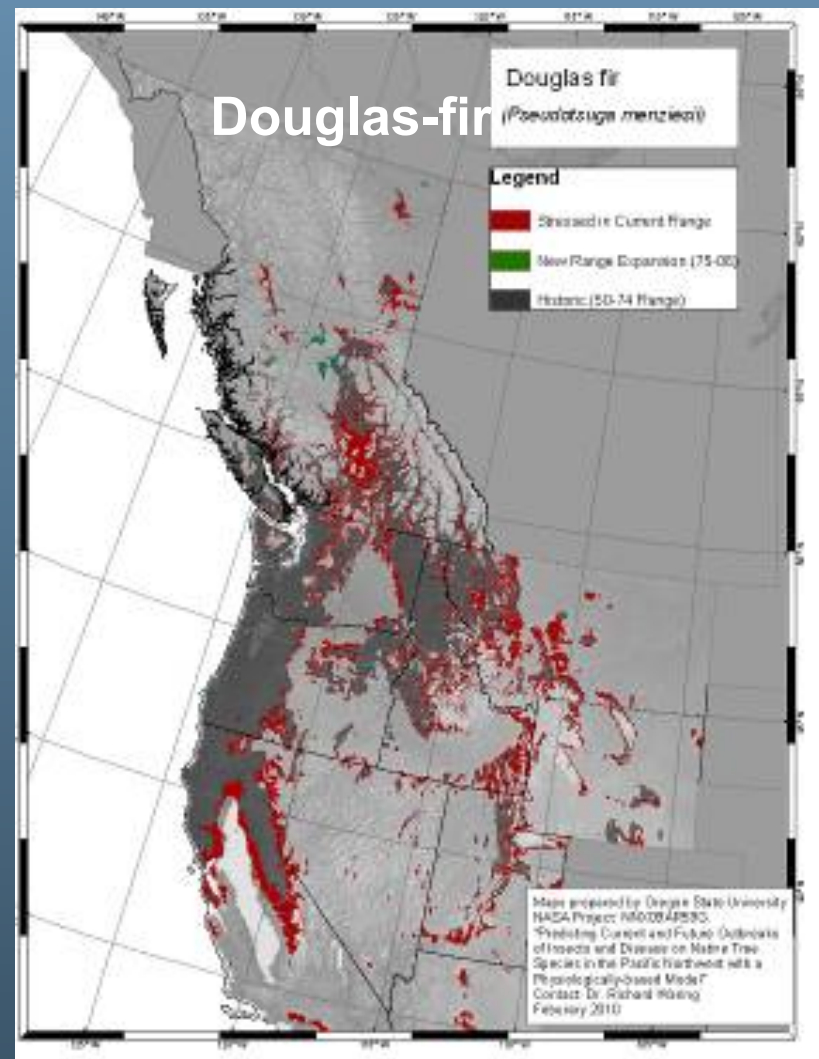 Douglas-fir
Douglas fir
(Pseudotsuga menziesii)
Legend
Stressed in Current Range
New Range Expansion (75-06)
Historic (50-74 Range)
Maps prepared by Oregon State University
NASA Project:
"Predicting Current and Future Outbreaks
of Insects and Disease on Native Tree
Species in the Pacific Northwest with a
Physiologically-based Model"
Contact: Dr. Richard Waring
February 2010